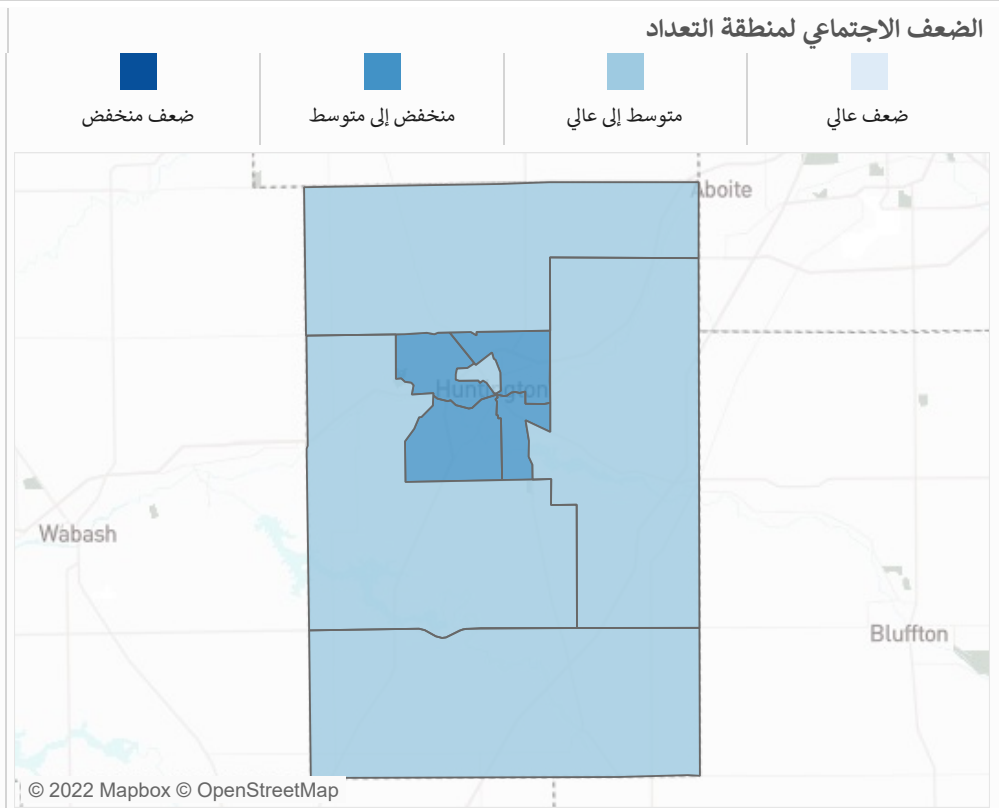 الضعف الاجتماعي لمنطقة التعداد
ضعف عالي
متوسط إلى عالي
منخفض إلى متوسط
ضعف منخفض
Aboite
Huntington
Wabash
Bluffton
© 2022 Mapbox © OpenStreetMap